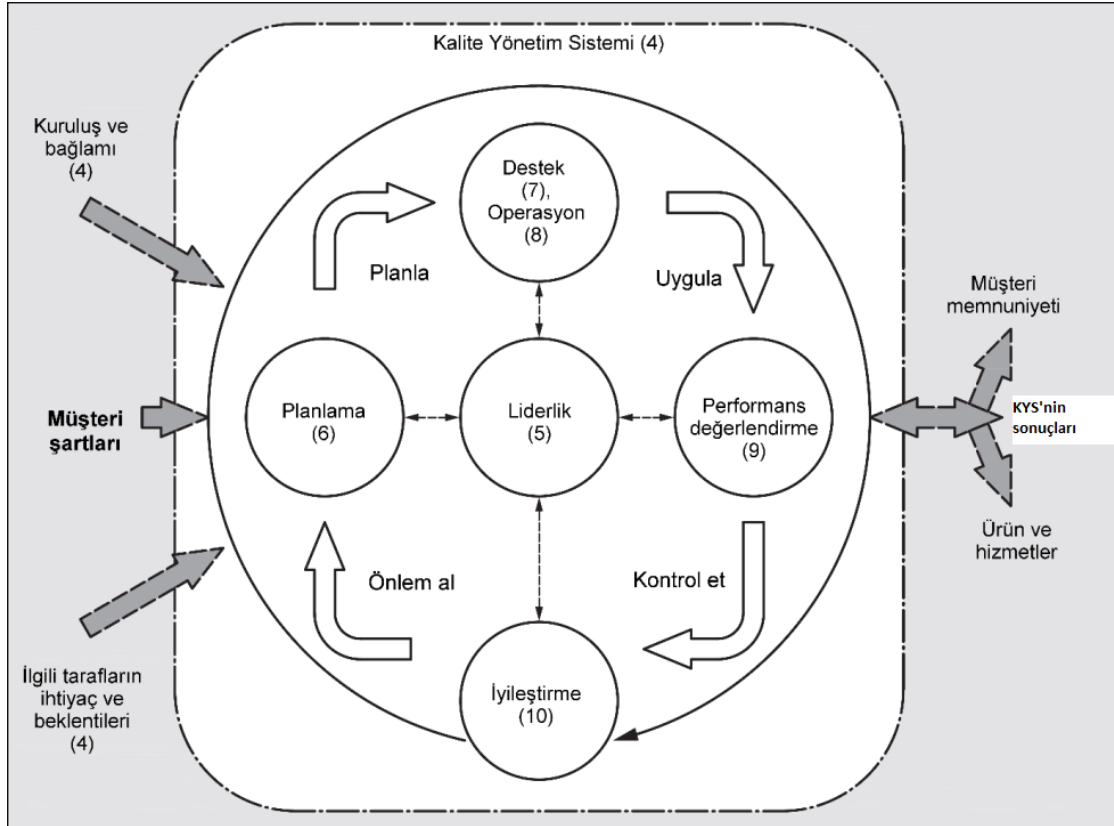 Kalite Yönetim Sistemi (4)
Kuruluş ve
bağlamı
(4)
Destek
(7),
Operasyon
(8)
Planla
Uygula
Müşteri
memnuniyeti
Müşteri
şartları
Planlama
(6)
Liderlik
(5)
Performans
değerlendirme
(9)
KYS'nin
sonuçları
Ürün ve
hizmetler
Önlem al
Kontrol et
İlgili tarafların
ihtiyaç ve
beklentileri
(4)
İyileştirme
(10)